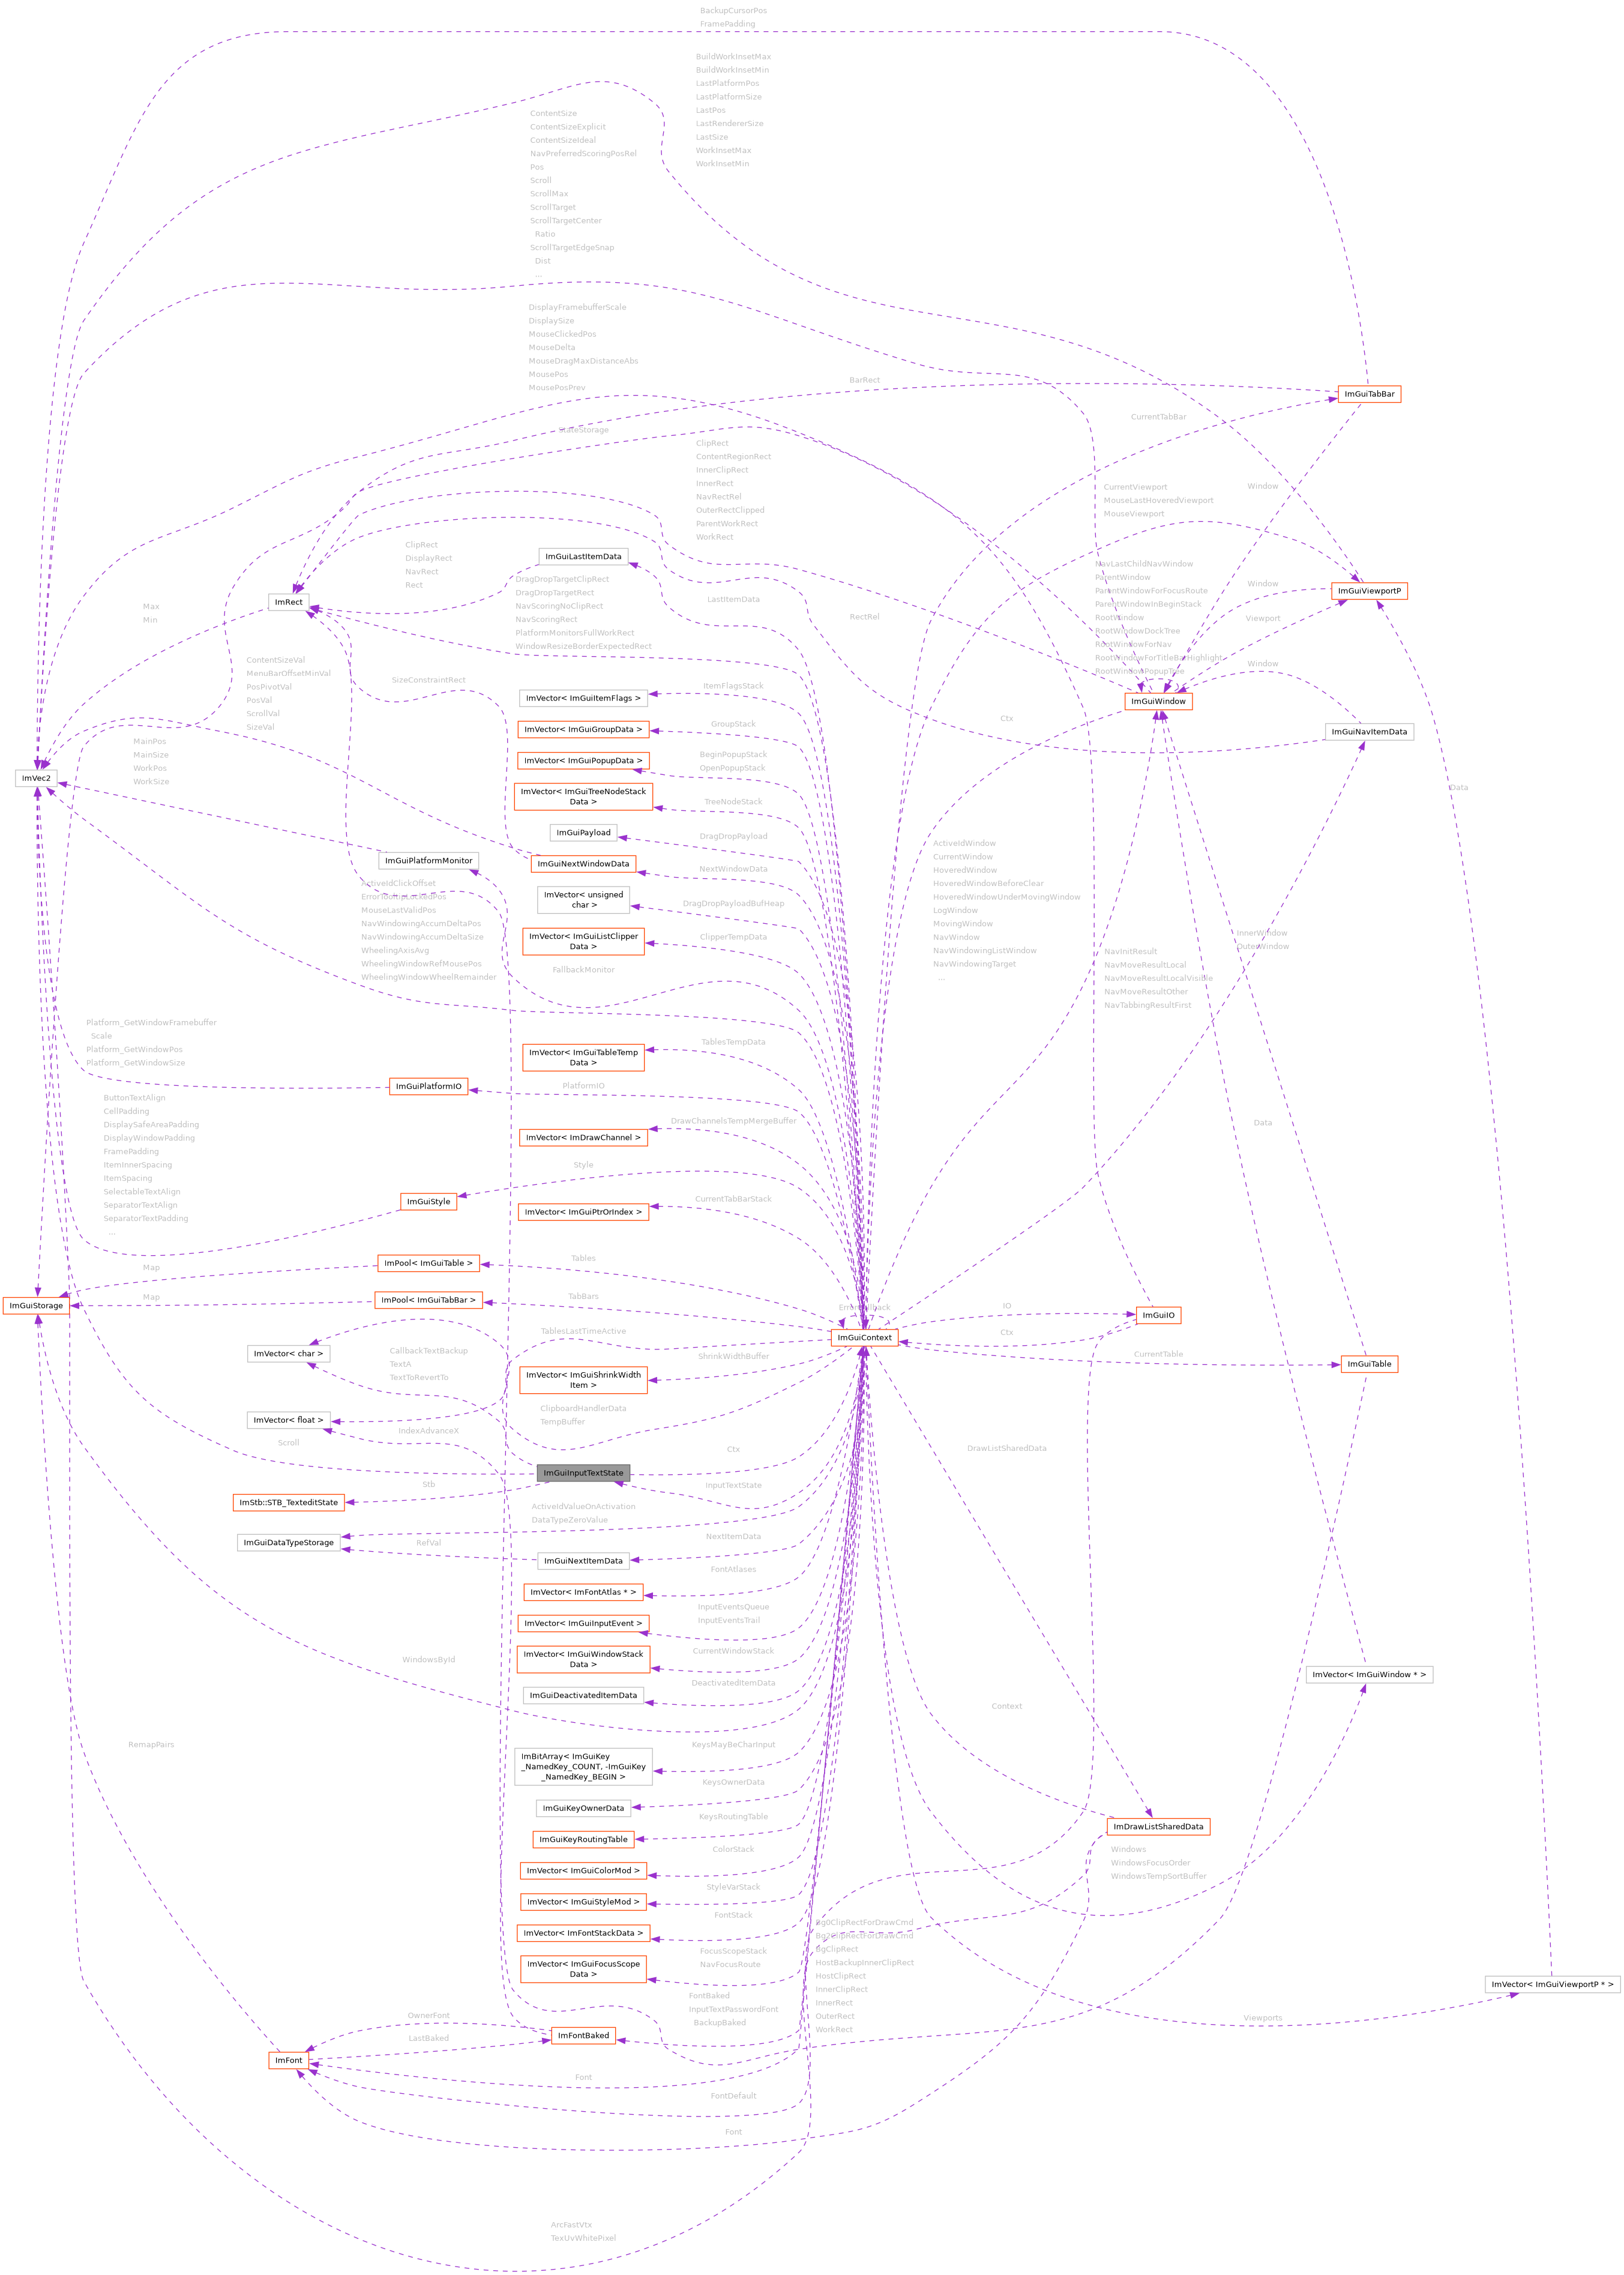 BackupCursorPos
FramePadding
BuildWorkInsetMax
BuildWorkInsetMin
LastPlatformPos
LastPlatformSize
LastPos
LastRendererSize
LastSize
WorkInsetMax
WorkInsetMin
ContentSize
ContentSizeExplicit
ContentSizeIdeal
NavPreferredScoringPosRel
Pos
Scroll
ScrollMax
ScrollTarget
ScrollTargetCenter
Ratio
ScrollTargetEdgeSnap
Dist
...
DisplayFramebufferScale
DisplaySize
MouseClickedPos
MouseDelta
MouseDragMaxDistanceAbs
MousePos
MousePosPrev
BarRect
ImGuiTabBar
CurrentTabBar
StateStorage
ClipRect
ContentRegionRect
InnerClipRect
InnerRect
NavRectRel
OuterRectClipped
ParentWorkRect
WorkRect
Window
CurrentViewport
MouseLastHoveredViewport
MouseViewport
ClipRect
DisplayRect
NavRect
Rect
ImGuiLastItemData
DragDropTargetClipRect
DragDropTargetRect
NavScoringNoClipRect
NavScoringRect
PlatformMonitorsFullWorkRect
WindowResizeBorderExpectedRect
LastItemData
RectRel
NavLastChildNavWindow
ParentWindow
ParentWindowForFocusRoute
ParentWindowInBeginStack
RootWindow
RootWindowDockTree
RootWindowForNav
RootWindowForTitleBarHighlight
RootWindowPopupTree
Window
ImGuiViewportP
Viewport
Window
ImRect
Max
Min
ContentSizeVal
MenuBarOffsetMinVal
PosPivotVal
PosVal
ScrollVal
SizeVal
SizeConstraintRect
ItemFlagsStack
ImVector< ImGuiItemFlags >
ImGuiWindow
Ctx
ImGuiNavItemData
GroupStack
ImVector< ImGuiGroupData >
MainPos
MainSize
WorkPos
WorkSize
BeginPopupStack
OpenPopupStack
ImVector< ImGuiPopupData >
ImVec2
ImVector< ImGuiTreeNodeStack
Data >
TreeNodeStack
Data
ImGuiPayload
DragDropPayload
ImGuiPlatformMonitor
ImGuiNextWindowData
NextWindowData
ActiveIdClickOffset
ErrorTooltipLockedPos
MouseLastValidPos
NavWindowingAccumDeltaPos
NavWindowingAccumDeltaSize
WheelingAxisAvg
WheelingWindowRefMousePos
WheelingWindowWheelRemainder
ImVector< unsigned
char >
DragDropPayloadBufHeap
ImVector< ImGuiListClipper
Data >
ClipperTempData
ActiveIdWindow
CurrentWindow
HoveredWindow
HoveredWindowBeforeClear
HoveredWindowUnderMovingWindow
LogWindow
MovingWindow
NavWindow
NavWindowingListWindow
NavWindowingTarget
...
InnerWindow
OuterWindow
NavInitResult
NavMoveResultLocal
NavMoveResultLocalVisible
NavMoveResultOther
NavTabbingResultFirst
FallbackMonitor
Platform_GetWindowFramebuffer
Scale
Platform_GetWindowPos
Platform_GetWindowSize
ImVector< ImGuiTableTemp
Data >
TablesTempData
ImGuiPlatformIO
PlatformIO
ButtonTextAlign
CellPadding
DisplaySafeAreaPadding
DisplayWindowPadding
FramePadding
ItemInnerSpacing
ItemSpacing
SelectableTextAlign
SeparatorTextAlign
SeparatorTextPadding
...
DrawChannelsTempMergeBuffer
ImVector< ImDrawChannel >
Data
Style
ImGuiStyle
CurrentTabBarStack
ImVector< ImGuiPtrOrIndex >
Tables
ImPool< ImGuiTable >
Map
TabBars
ImPool< ImGuiTabBar >
Map
ImGuiStorage
ErrorCallback
IO
ImGuiIO
Ctx
ImGuiContext
TablesLastTimeActive
ImVector< char >
CallbackTextBackup
TextA
TextToRevertTo
ShrinkWidthBuffer
ImVector< ImGuiShrinkWidth
Item >
CurrentTable
ImGuiTable
ClipboardHandlerData
TempBuffer
ImVector< float >
IndexAdvanceX
Scroll
Ctx
DrawListSharedData
ImGuiInputTextState
Stb
InputTextState
ImStb::STB_TexteditState
ActiveIdValueOnActivation
DataTypeZeroValue
ImGuiDataTypeStorage
RefVal
NextItemData
ImGuiNextItemData
FontAtlases
ImVector< ImFontAtlas * >
InputEventsQueue
InputEventsTrail
ImVector< ImGuiInputEvent >
CurrentWindowStack
ImVector< ImGuiWindowStack
Data >
WindowsById
ImVector< ImGuiWindow * >
DeactivatedItemData
ImGuiDeactivatedItemData
Context
RemapPairs
KeysMayBeCharInput
ImBitArray< ImGuiKey
_NamedKey_COUNT, -ImGuiKey
_NamedKey_BEGIN >
KeysOwnerData
ImGuiKeyOwnerData
KeysRoutingTable
ImGuiKeyRoutingTable
ImDrawListSharedData
Windows
WindowsFocusOrder
WindowsTempSortBuffer
ColorStack
ImVector< ImGuiColorMod >
StyleVarStack
ImVector< ImGuiStyleMod >
FontStack
ImVector< ImFontStackData >
Bg0ClipRectForDrawCmd
Bg2ClipRectForDrawCmd
BgClipRect
HostBackupInnerClipRect
HostClipRect
InnerClipRect
InnerRect
OuterRect
WorkRect
FocusScopeStack
NavFocusRoute
ImVector< ImGuiFocusScope
Data >
ImVector< ImGuiViewportP * >
FontBaked
InputTextPasswordFont
BackupBaked
Viewports
OwnerFont
ImFontBaked
LastBaked
ImFont
Font
FontDefault
Font
ArcFastVtx
TexUvWhitePixel